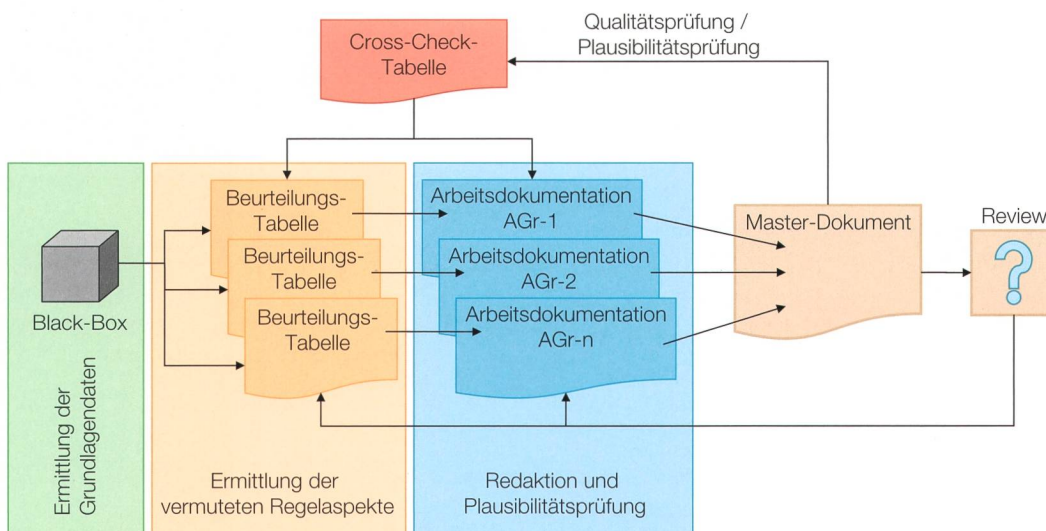 Qualitätsprüfung /
Plausibilitätsprüfung
Cross-Check-
Tabelle
Beurteilungs-
Tabelle
Arbeitsdokumentation
AGr-1
Beurteilungs-
Tabelle
Arbeitsdokumentation
AGr-2
Beurteilungs-
Tabelle
Arbeitsdokumentation
AGr-n
Master-Dokument
Review
?
Black-Box
Ermittlung der
Grundlagendaten
Ermittlung der
vermuteten Regelaspekte
Redaktion und
Plausibilitätsprüfung